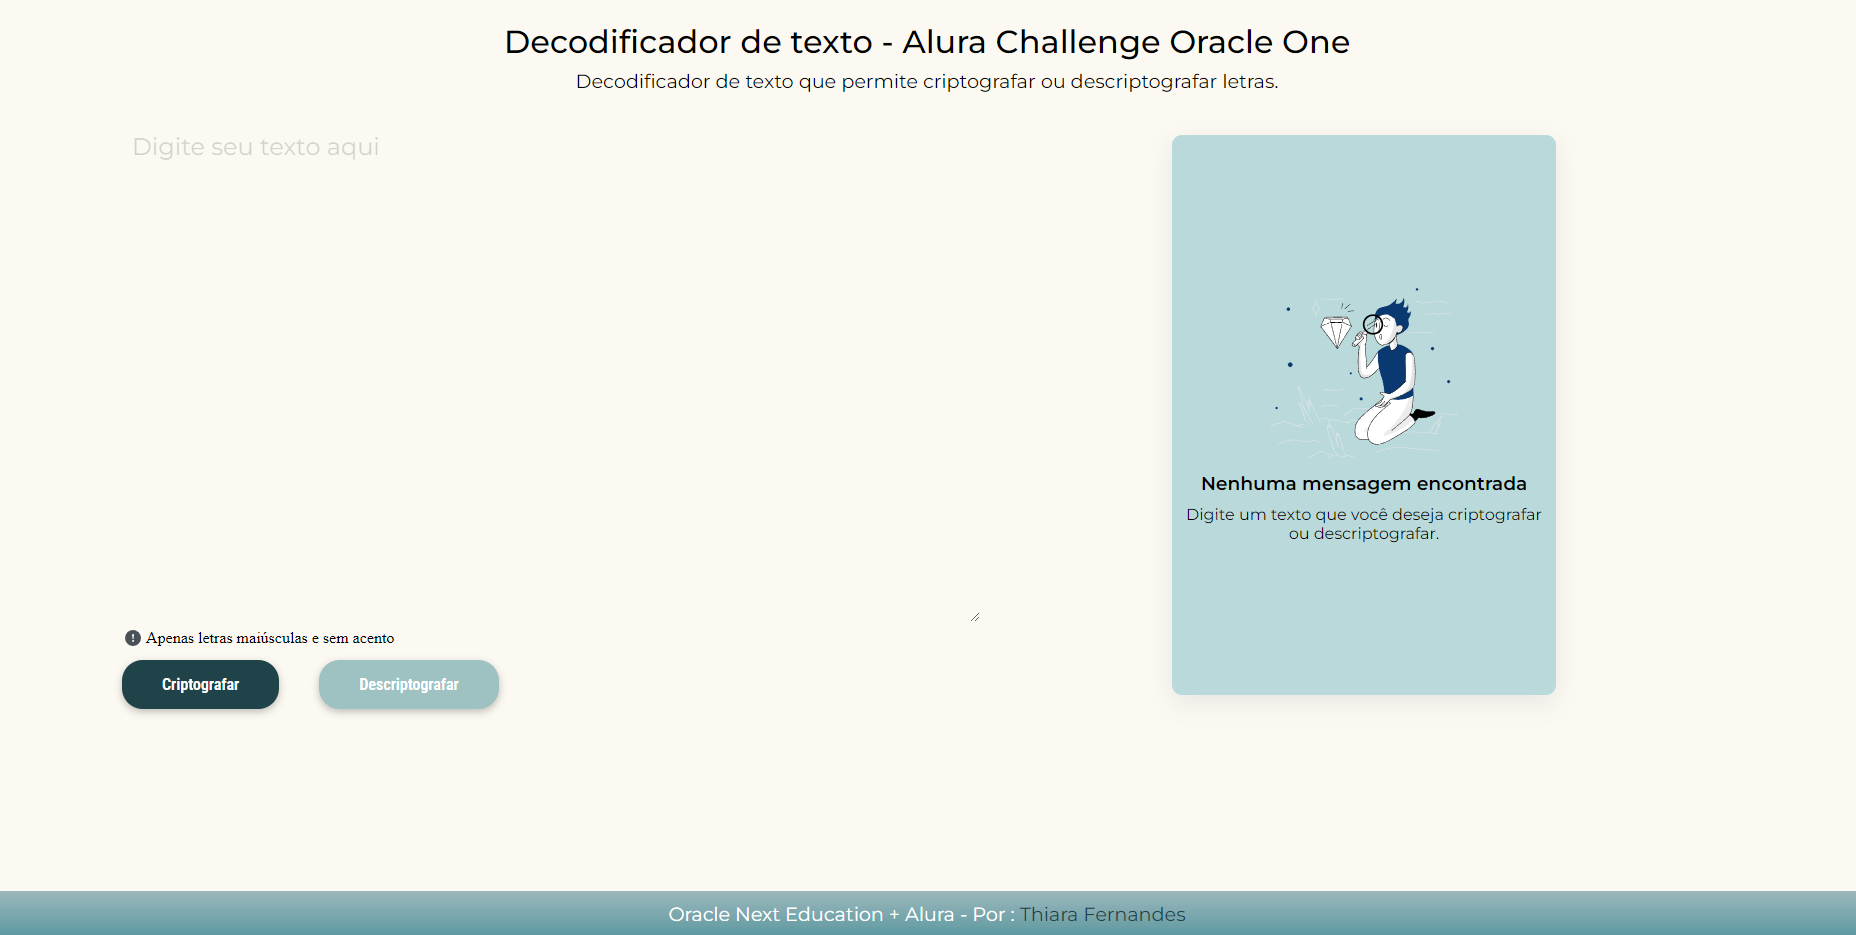 Decodificador de texto - Alura Challenge Oracle One
Decodificador de texto que permite criptografar ou descriptografar letras.
Digite seu texto aqui
Apenas letras maiúsculas e sem acento
Criptografar
Descriptografar
Nenhuma mensagem encontrada
Digite um texto que você deseja criptografar
ou descriptografar.
Oracle Next Education + Alura - Por : Thiara Fernandes